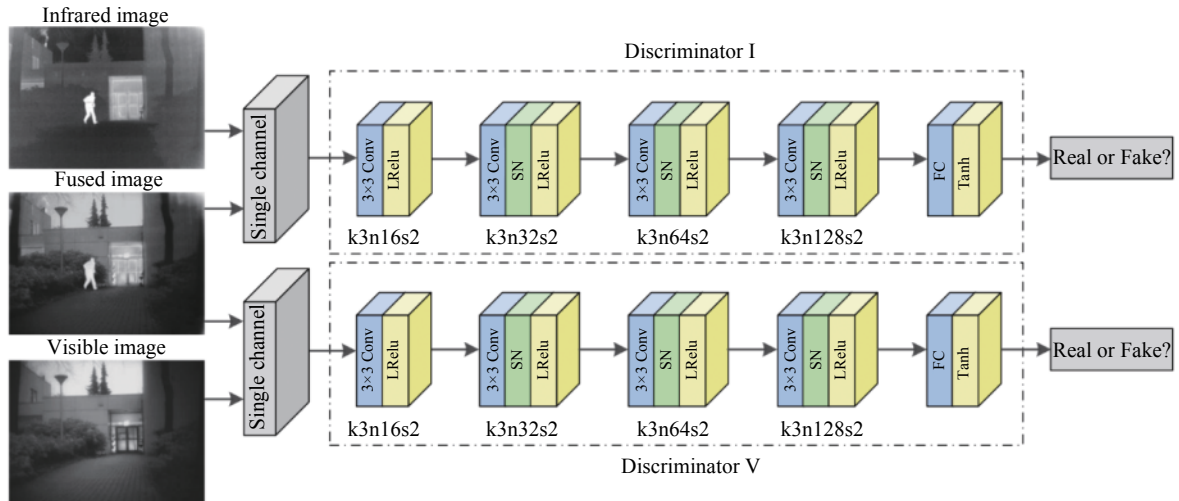 Infrared image
Discriminator I
Single channel
3×3 Conv
LRelu
3×3 Conv
SN
LRelu
3×3 Conv
SN
LRelu
3×3 Conv
SN
LRelu
FC
Tanh
Real or Fake?
k3n16s2
k3n32s2
k3n64s2
k3n128s2
Fused image
Single channel
3×3 Conv
LRelu
3×3 Conv
SN
LRelu
3×3 Conv
SN
LRelu
3×3 Conv
SN
LRelu
FC
Tanh
Real or Fake?
k3n16s2
k3n32s2
k3n64s2
k3n128s2
Visible image
Discriminator V